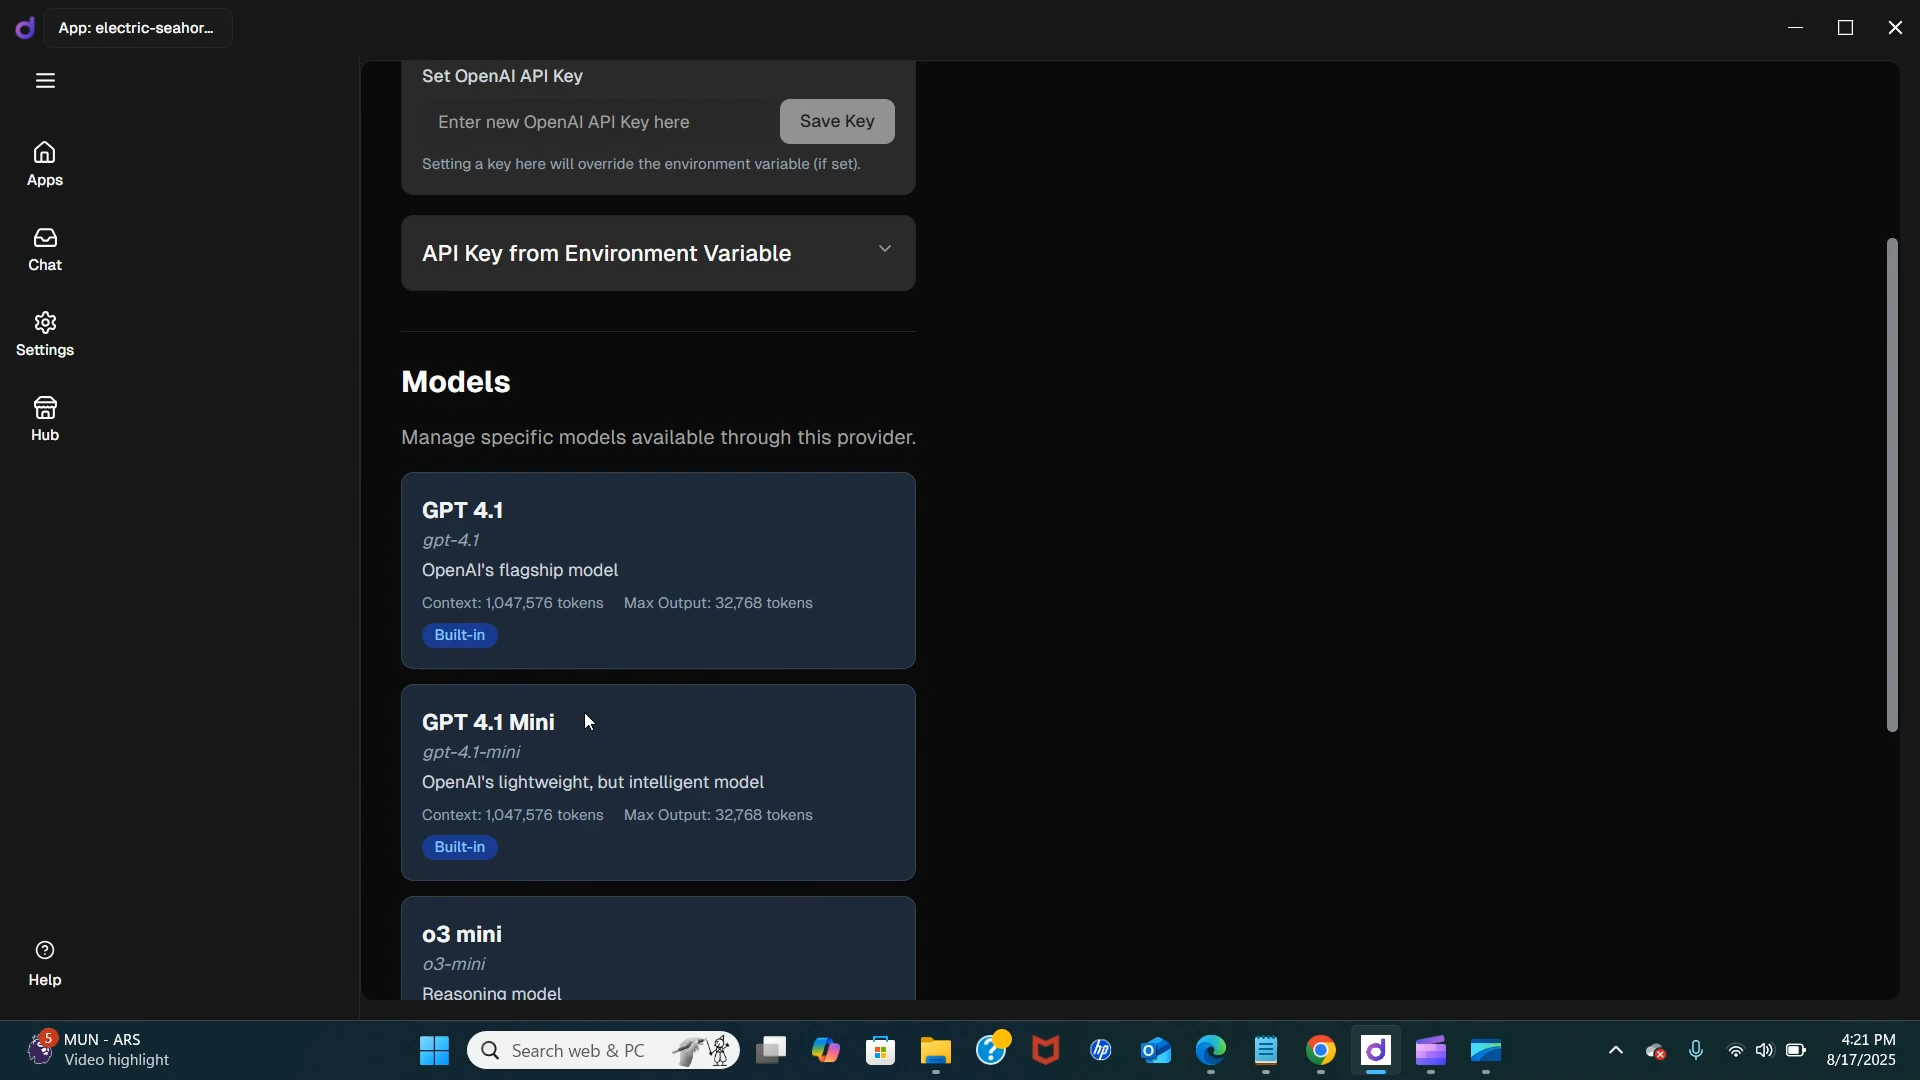 App: electric-seahor...
Apps
Chat
Settings
Hub
Help
Set OpenAI API Key
Enter new OpenAI API Key here
Save Key
Setting a key here will override the environment variable (if set).
API Key from Environment Variable
Models
Manage specific models available through this provider.
GPT 4.1
gpt-4.1
OpenAI's flagship model
Context: 1,047,576 tokens Max Output: 32,768 tokens
Built-in
GPT 4.1 Mini
gpt-4.1-mini
OpenAI's lightweight, but intelligent model
Context: 1,047,576 tokens Max Output: 32,768 tokens
Built-in
o3 mini
o3-mini
Reasoning model
5
MUN - ARS
Video highlight
Search web & PC
4:21 PM
8/17/2025